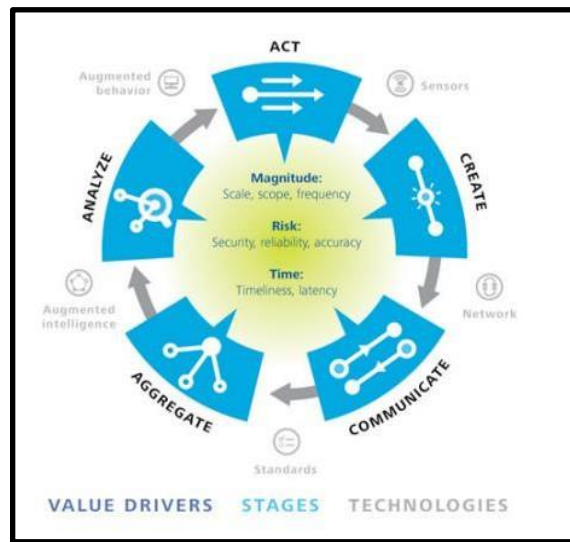 ACT
Augmented
behavior
Sensors
ANALYZE
CREATE
Magnitude:
Scale, scope, frequency
Risk:
Security, reliability, accuracy
Time:
Timeliness, latency
Augmented
intelligence
Network
AGGREGATE
COMMUNICATE
Standards
VALUE DRIVERS STAGES TECHNOLOGIES